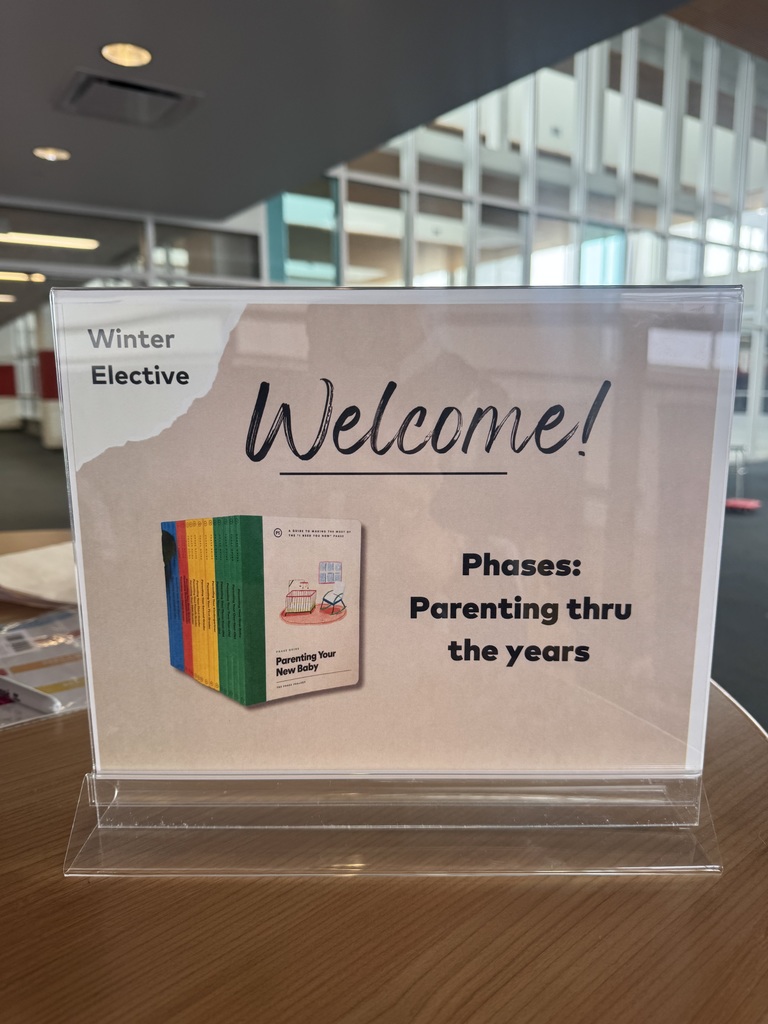 Winter
Elective
Welcome!
A GUIDE TO MAKING THE MOST OF
THE "I NEED YOU NOW" PHASE
Parenting Your
New Baby
Phases:
Parenting thru
the years